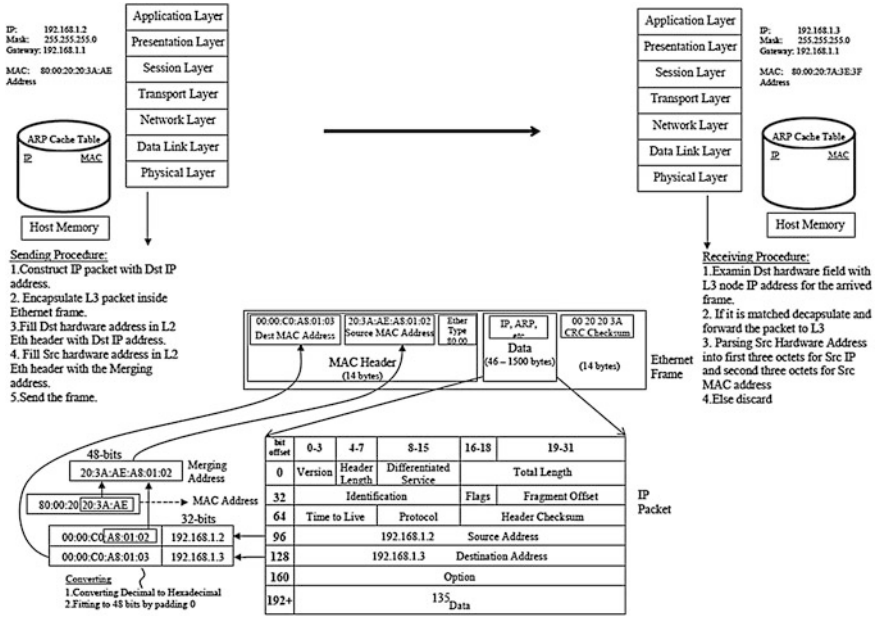 IP: 192.168.1.2
Mask: 255.255.255.0
Gateway: 192.168.1.1
MAC: 80:00:20:20:3A:AE
Address
ARP Cache Table
IP MAC
Host Memory
Application Layer
Presentation Layer
Session Layer
Transport Layer
Network Layer
Data Link Layer
Physical Layer
Application Layer
Presentation Layer
Session Layer
Transport Layer
Network Layer
Data Link Layer
Physical Layer
IP: 192.168.1.3
Mask: 255.255.255.0
Gateway: 192.168.1.1
MAC: 80:00:20:7A:3E:3F
Address
ARP Cache Table
IP MAC
Host Memory
Sending Procedure:
1.Construct IP packet with Dst IP
address.
2. Encapsulate L3 packet inside
Ethernet frame.
3.Fill Dst hardware address in L2
Eth header with Dst IP address.
4. Fill Src hardware address in L2
Eth header with the Merging
address.
5.Send the frame.
Receiving Procedure:
1.Examin Dst hardware field with
L3 node IP address for the arrived
frame.
2. If it is matched decapsulate and
forward the packet to L3
3. Parsing Src Hardware Address
into first three octets for Src IP
and second three octets for Src
MAC address
4.Else discard
00:00:C0:A8:01:03
Dest MAC Address
20:3A:AE:A8:01:02
Source MAC Address
Ether
Type
80:00
MAC Header
(14 bytes)
IP, ARP,
etc
Data
(46 – 1500 bytes)
00 20 20 3A
CRC Checksum
(14 bytes)
Ethernet
Frame
48-bits
20:3A:AE:A8:01:02
Merging
Address
80:00:20:20:3A:AE
MAC Address
32-bits
00:00:C0:A8:01:02 192.168.1.2
00:00:C0:A8:01:03 192.168.1.3
Converting
1.Converting Decimal to Hexadecimal
2.Fitting to 48 bits by padding 0
bit
offset
0-3 4-7 8-15 16-18 19-31
0 Version Header
Length Differentiated
Service Total Length
32 Identification Flags Fragment Offset
64 Time to Live Protocol Header Checksum
96 192.168.1.2 Source Address
128 192.168.1.3 Destination Address
160 Option
192+ 135 Data
IP
Packet